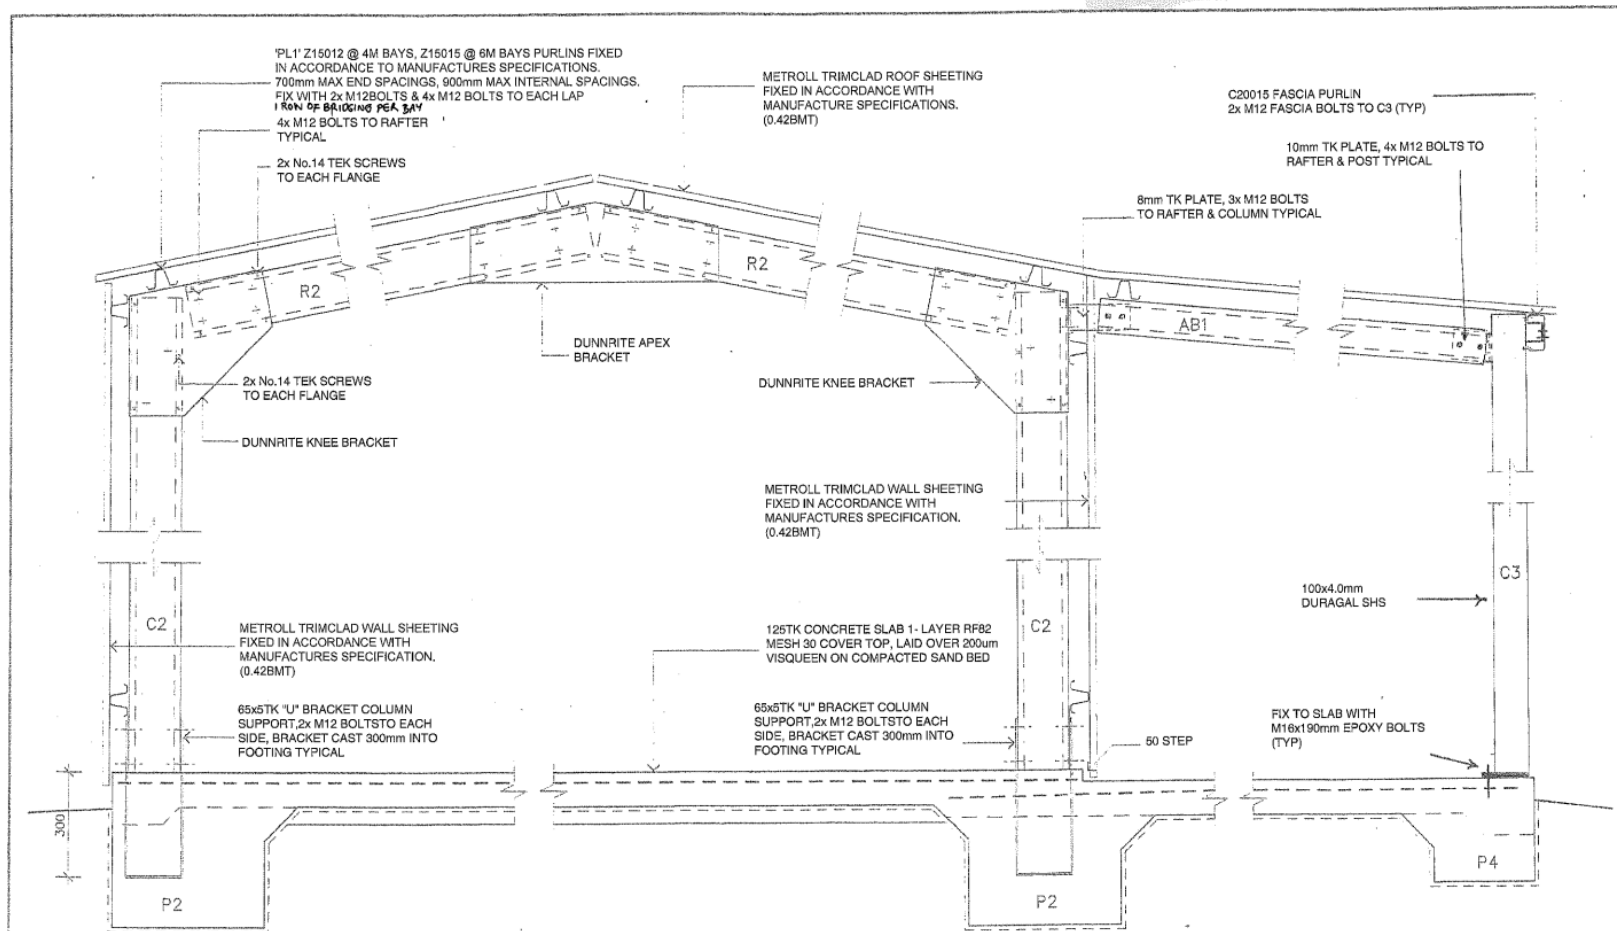 'PL1' Z15012 @ 4M BAYS, Z15015 @ 6M BAYS PURLINS FIXED
IN ACCORDANCE TO MANUFACTURES SPECIFICATIONS.
700mm MAX END SPACINGS, 900mm MAX INTERNAL SPACINGS.
FIX WITH 2x M12BOLTS & 4x M12 BOLTS TO EACH LAP
1 ROW OF BRIDGING PER BAY
4x M12 BOLTS TO RAFTER
TYPICAL
2x No.14 TEK SCREWS
TO EACH FLANGE
METROLL TRIMCLAD ROOF SHEETING
FIXED IN ACCORDANCE WITH
MANUFACTURE SPECIFICATIONS.
(0.42BMT)
C20015 FASCIA PURLIN
2x M12 FASCIA BOLTS TO C3 (TYP)
10mm TK PLATE, 4x M12 BOLTS TO
RAFTER & POST TYPICAL
8mm TK PLATE, 3x M12 BOLTS
TO RAFTER & COLUMN TYPICAL
R2
R2
AB1
DUNNRITE APEX
BRACKET
2x No.14 TEK SCREWS
TO EACH FLANGE
DUNNRITE KNEE BRACKET
DUNNRITE KNEE BRACKET
METROLL TRIMCLAD WALL SHEETING
FIXED IN ACCORDANCE WITH
MANUFACTURES SPECIFICATION.
(0.42BMT)
C3
100x4.0mm
DURAGAL SHS
C2
METROLL TRIMCLAD WALL SHEETING
FIXED IN ACCORDANCE WITH
MANUFACTURES SPECIFICATION.
(0.42BMT)
125TK CONCRETE SLAB 1- LAYER RF82
MESH 30 COVER TOP, LAID OVER 200um
VISQUEEN ON COMPACTED SAND BED
C2
65x5TK "U" BRACKET COLUMN
SUPPORT,2x M12 BOLTSTO EACH
SIDE, BRACKET CAST 300mm INTO
FOOTING TYPICAL
65x5TK "U" BRACKET COLUMN
SUPPORT,2x M12 BOLTSTO EACH
SIDE, BRACKET CAST 300mm INTO
FOOTING TYPICAL
50 STEP
FIX TO SLAB WITH
M16x190mm EPOXY BOLTS
(TYP)
300
P2
P2
P4